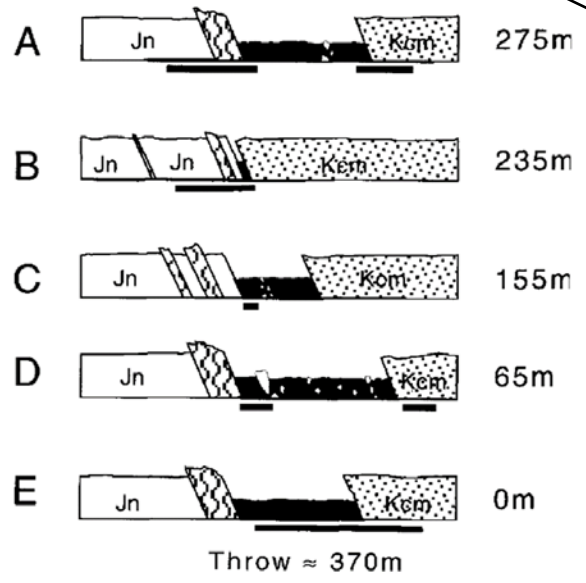 A Jn Kcm 275m
B Jn Jn Kcm 235m
C Jn Kcm 155m
D Jn Kcm 65m
E Jn Kcm 0m
Throw ≈ 370m